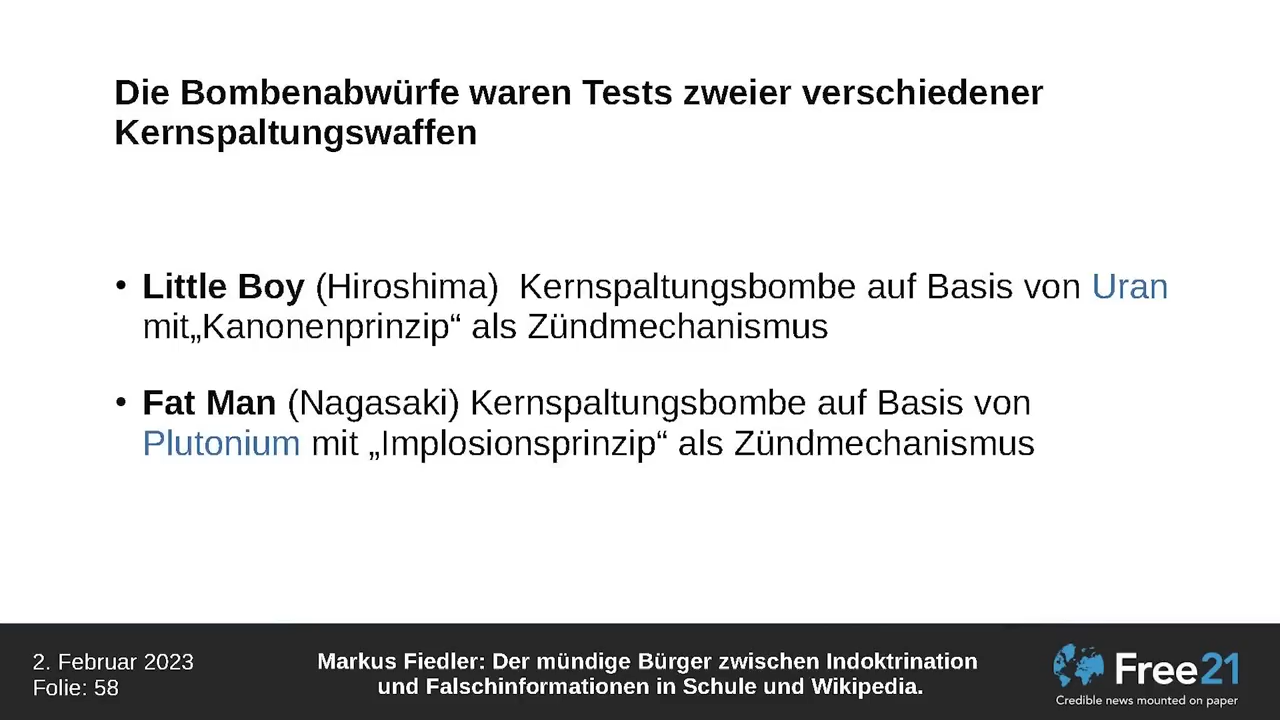 Die Bombenabwürfe waren Tests zweier verschiedener
Kernspaltungswaffen
• Little Boy (Hiroshima)  Kernspaltungsbombe auf Basis von Uran
mit„Kanonenprinzip“ als Zündmechanismus
• Fat Man (Nagasaki) Kernspaltungsbombe auf Basis von
Plutonium mit „Implosionsprinzip“ als Zündmechanismus
2. Februar 2023
Folie: 58
Markus Fiedler: Der mündige Bürger zwischen Indoktrination
und Falschinformationen in Schule und Wikipedia.
Free21
Credible news mounted on paper